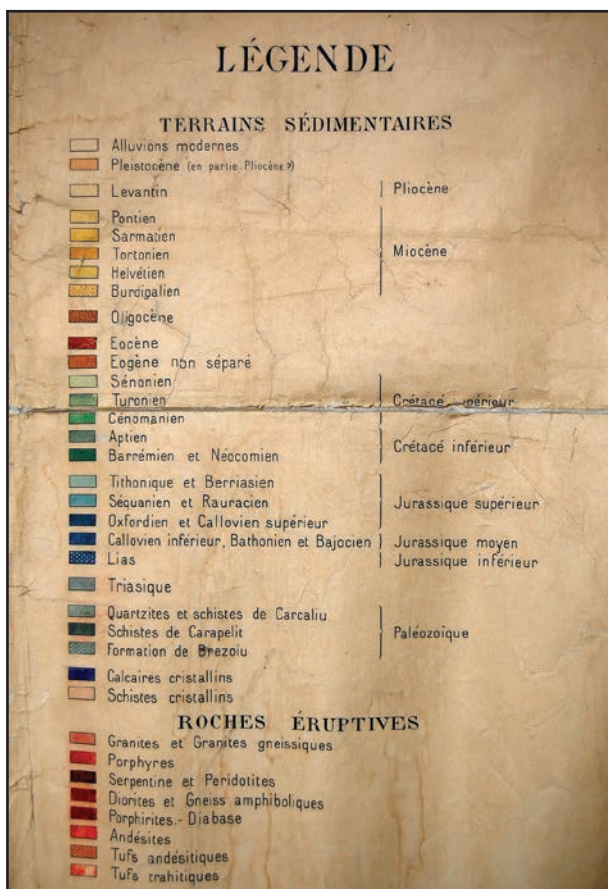 LÉGENDE
TERRAINS SÉDIMENTAIRES
Alluvions modernes
Pleistocène (en partie Pliocène ?)
Levantin
Pliocène
Pontien
Sarmatien
Tortonien
Miocène
Helvétien
Burdigalien
Oligocène
Eocène
Eogène non séparé
Sénonien
Turonien
Crétacé supérieur
Cénomanien
Aptien
Crétacé inférieur
Barrémien et Néocomien
Tithonique et Berriasien
Séquanien et Rauracien
Jurassique supérieur
Oxfordien et Callovien supérieur
Callovien inférieur, Bathonien et Bajocien
Jurassique moyen
Lias
Jurassique inférieur
Triasique
Quartzites et schistes de Carcaliu
Schistes de Carapelit
Paléozoïque
Formation de Brezoiu
Calcaires cristallins
Schistes cristallins
ROCHES ÉRUPTIVES
Granites et Granites gneissiques
Porphyres
Serpentine et Peridotites
Diorites et Gneiss amphiboliques
Porphirites.- Diabase
Andésites
Tufs andésitiques
Tufs trahitiques